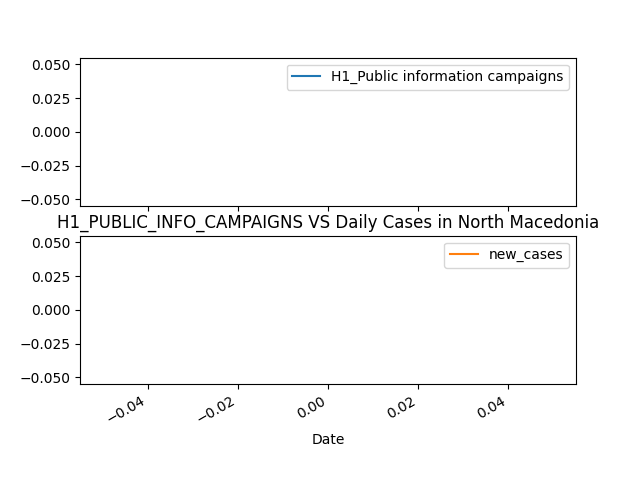 0.050
H1_Public information campaigns
0.025
0.000
−0.025
−0.050
H1_PUBLIC_INFO_CAMPAIGNS VS Daily Cases in North Macedonia
0.050
new_cases
0.025
0.000
−0.025
−0.050
−0.04 −0.02 0.00 0.02 0.04
Date